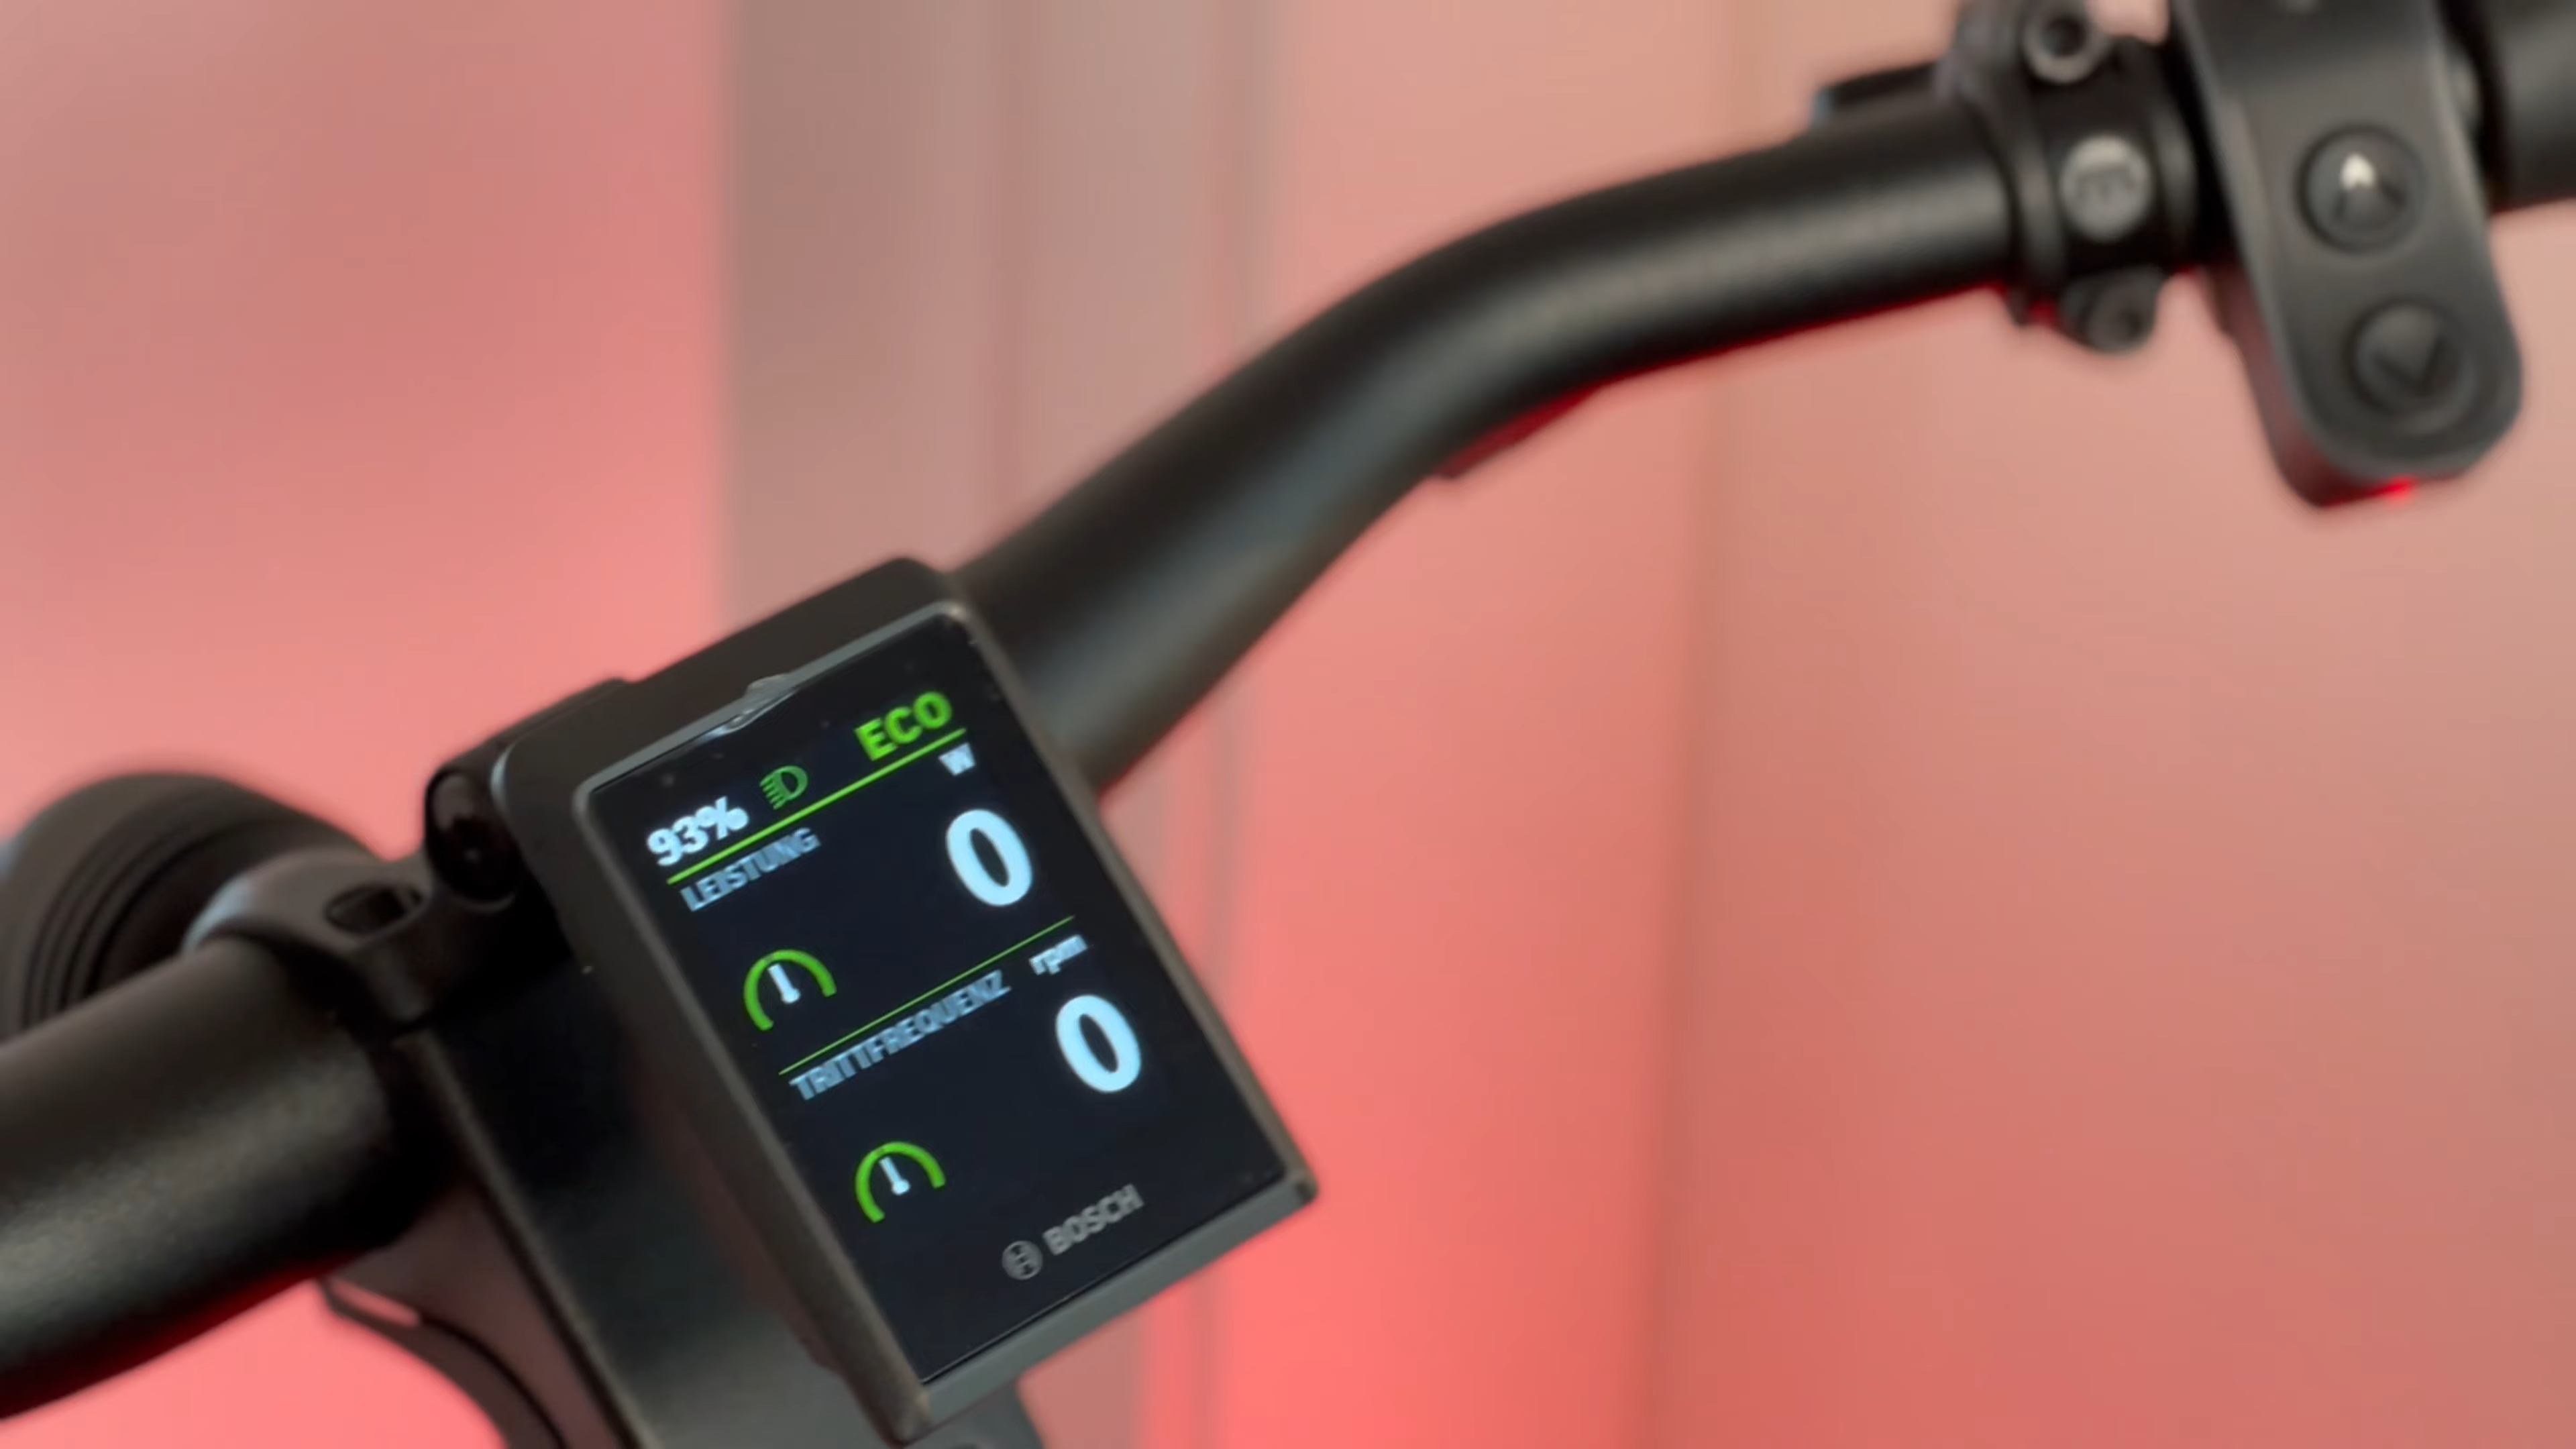 93% ECO
LEISTUNG W
0
TRITTFREQUENZ rpm
0
BOSCH